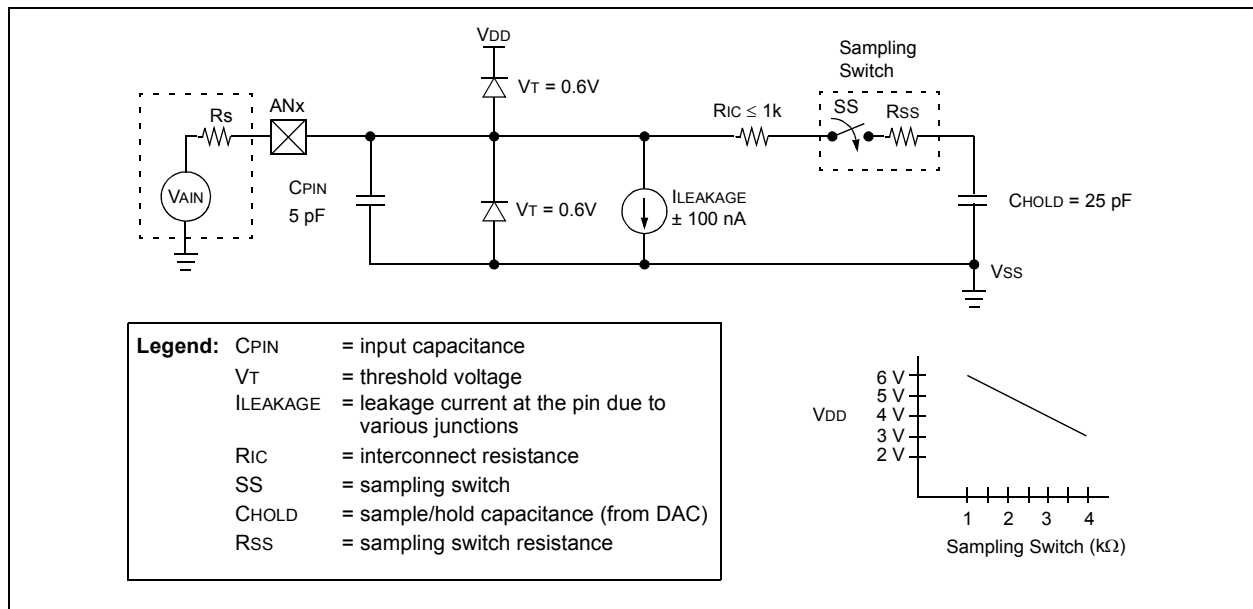 VDD
Sampling
Switch
VT = 0.6V
ANx
RS
RIC ≤ 1k
SS
RSS
VAIN
CPIN
5 pF
VT = 0.6V
ILEAKAGE
± 100 nA
CHOLD = 25 pF
VSS
Legend: CPIN = input capacitance
VT = threshold voltage
ILEAKAGE = leakage current at the pin due to
various junctions
RIC = interconnect resistance
SS = sampling switch
CHOLD = sample/hold capacitance (from DAC)
RSS = sampling switch resistance
VDD
6 V
5 V
4 V
3 V
2 V
1 2 3 4
Sampling Switch (kΩ)